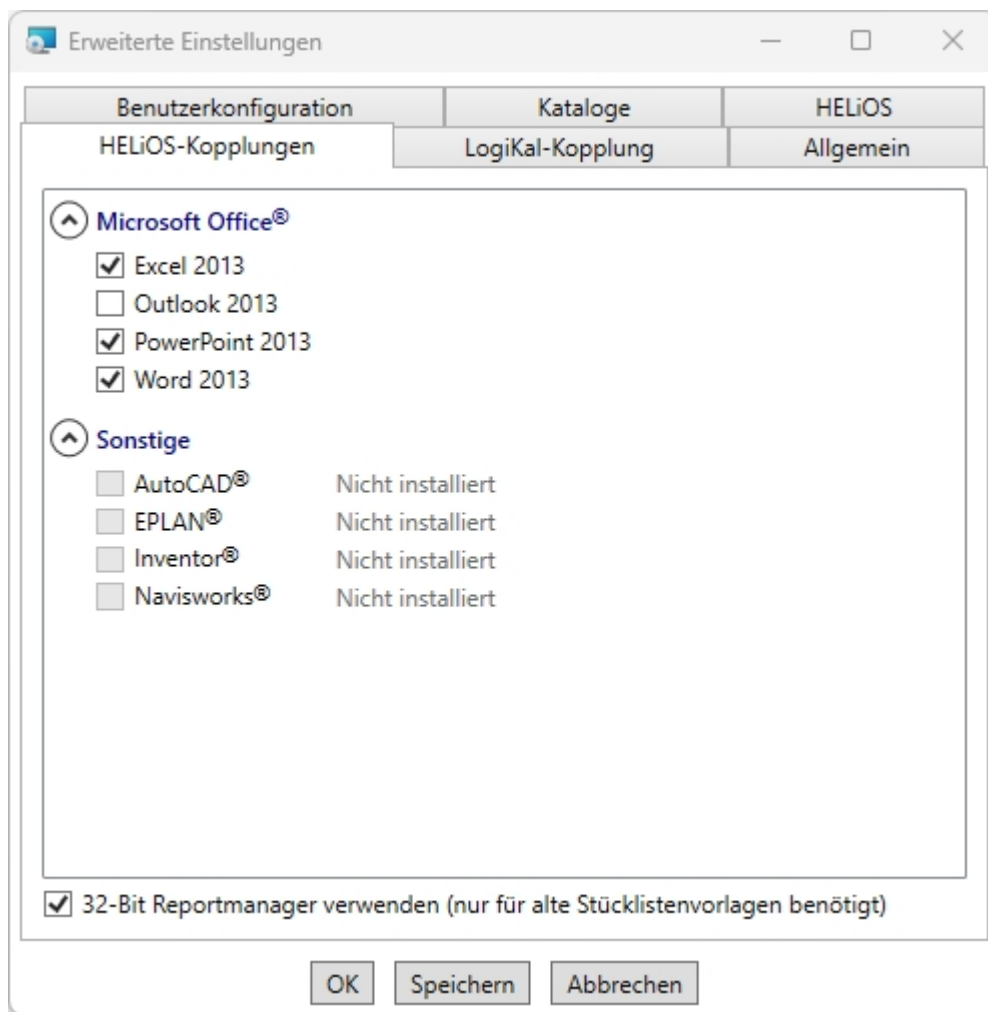 Erweiterte Einstellungen
Benutzerkonfiguration Kataloge HELiOS
HELiOS-Kopplungen LogiKal-Kopplung Allgemein
Microsoft Office®
Excel 2013
Outlook 2013
PowerPoint 2013
Word 2013
Sonstige
AutoCAD® Nicht installiert
EPLAN® Nicht installiert
Inventor® Nicht installiert
Navisworks® Nicht installiert
32-Bit Reportmanager verwenden (nur für alte Stücklistenvorlagen benötigt)
OK Speichern Abbrechen